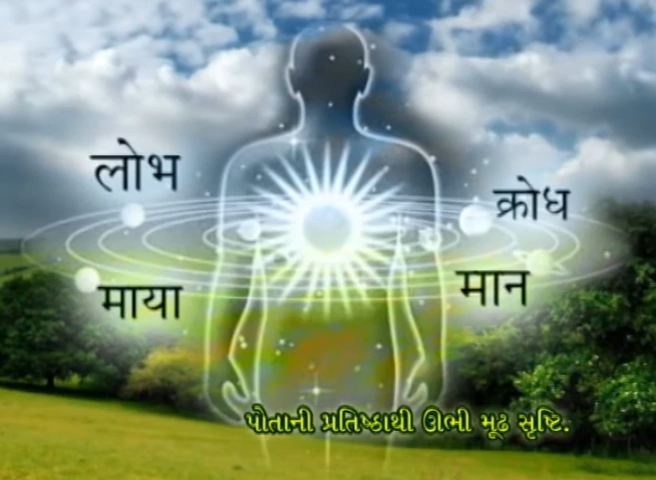 लोभ
क्रोध
माया
मान
પોતાની પ્રતિષ્ઠાથી ઊભી મૂઢ સૃષ્ટિ.